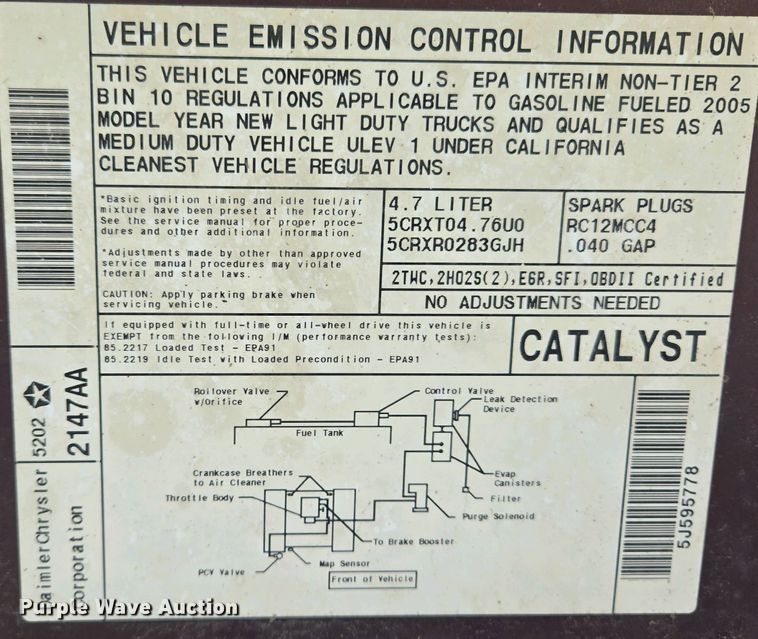 VEHICLE EMISSION CONTROL INFORMATION
THIS VEHICLE CONFORMS TO U.S. EPA INTERIM NON-TIER 2
BIN 10 REGULATIONS APPLICABLE TO GASOLINE FUELED 2005
MODEL YEAR NEW LIGHT DUTY TRUCKS AND QUALIFIES AS A
MEDIUM DUTY VEHICLE ULEV 1 UNDER CALIFORNIA
CLEANEST VEHICLE REGULATIONS.
*Basic ignition timing and idle fuel/air
mixture have been preset at the factory.
See the service manual for proper proce-
dures and other additional information.
*Adjustments made by other than approved
service manual procedures may violate
federal and state laws.
CAUTION: Apply parking brake when
servicing vehicle.
4.7 LITER
5CRXT04.76U0
5CRXR0283GJH
SPARK PLUGS
RC12MCC4
.040 GAP
2TWC,2HO2S(2),EGR,SFI,OBDII Certified
NO ADJUSTMENTS NEEDED
If equipped with full-time or all-wheel drive this vehicle is
EXEMPT from the following I/M (performance warranty tests):
85.2217 Loaded Test - EPA91
85.2219 Idle Test with Loaded Precondition - EPA91
CATALYST
Rollover Valve
w/Orifice
Control Valve
Leak Detection
Device
Fuel Tank
Crankcase Breathers
to Air Cleaner
Evap
Canisters
Throttle Body
Filter
Purge Solenoid
To Brake Booster
Map Sensor
PCV Valve
Front of Vehicle
5202
2147AA
DaimlerChrysler
Corporation
5J595778
Purple Wave Auction